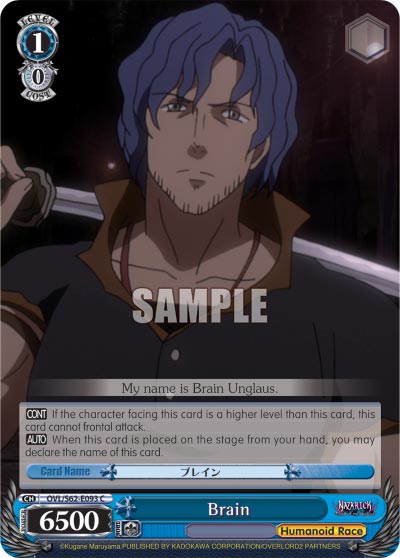 LEVEL
1
0
COST
SAMPLE
My name is Brain Unglaus.
CONT If the character facing this card is a higher level than this card, this
card cannot frontal attack.
AUTO When this card is placed on the stage from your hand, you may
declare the name of this card.
Card Name ブレイン
CH OVL/S62-E093 C
POWER 6500 Brain NAZARICK
Humanoid Race
©Kugane Maruyama,PUBLISHED BY KADOKAWA CORPORATION/OVERLORD2 PARTNERS